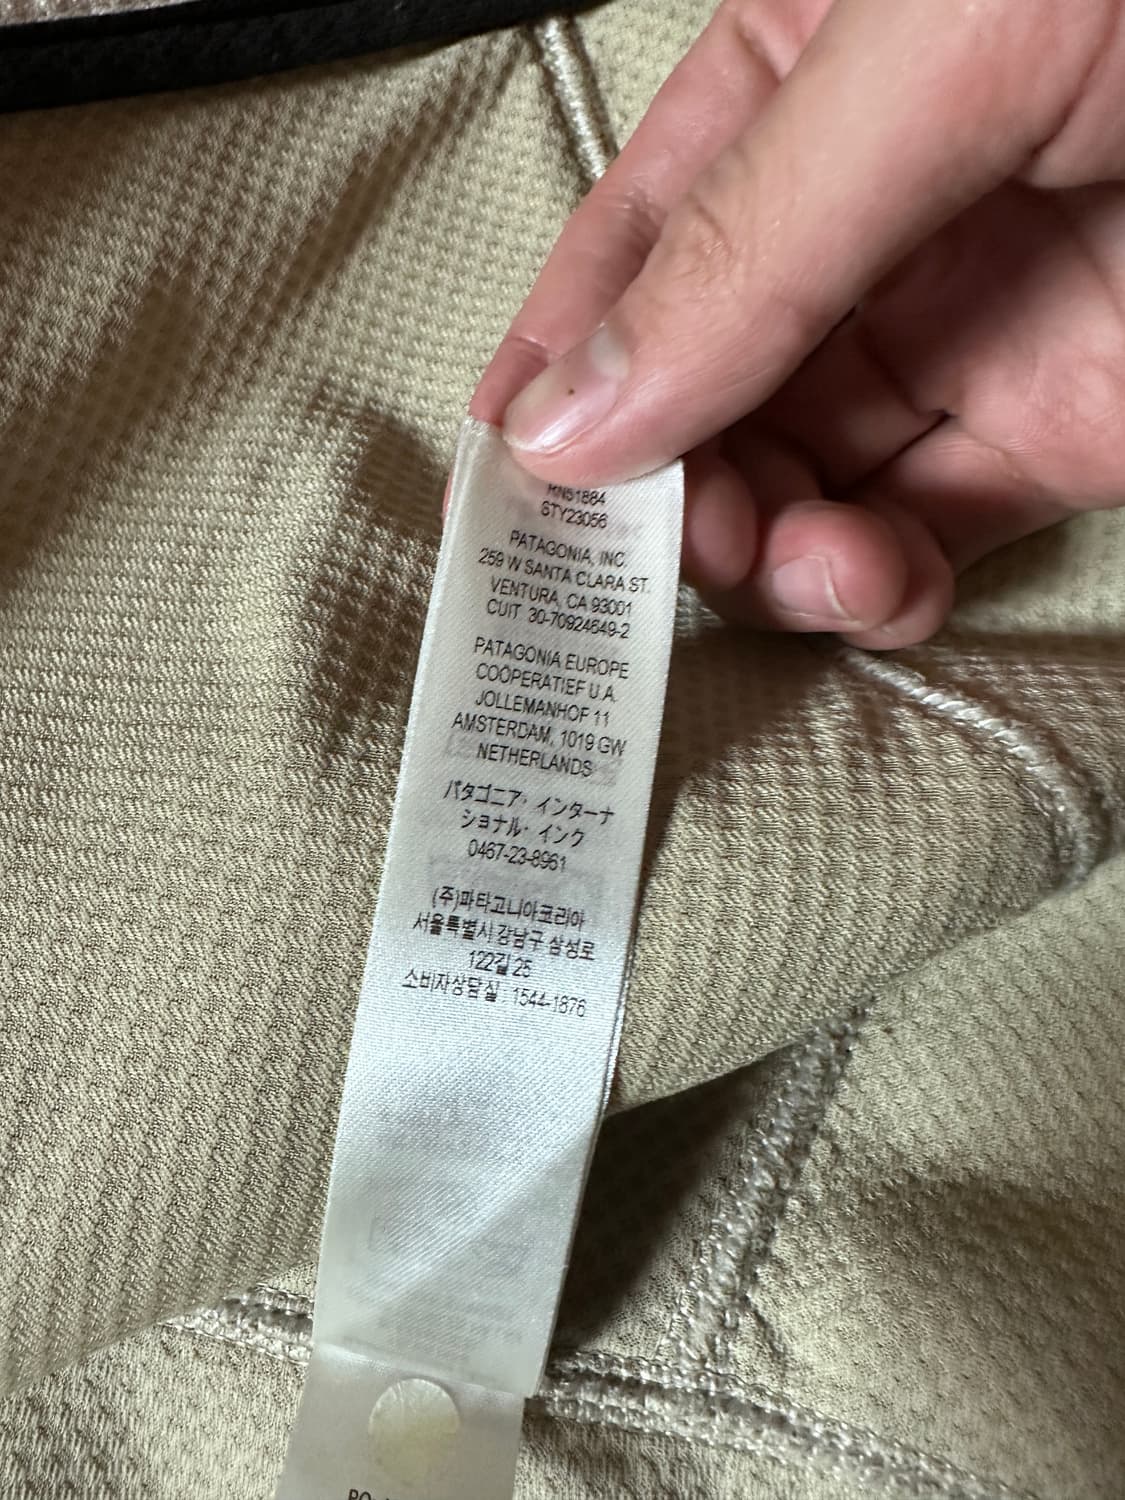 RN51884
STY23056
PATAGONIA, INC.
259 W SANTA CLARA ST.
VENTURA, CA 93001
CUIT 30-70924649-2
PATAGONIA EUROPE
COÖPERATIEF U.A.
JOLLEMANHOF 11
AMSTERDAM, 1019 GW
NETHERLANDS
パタゴニア・インターナ
ショナル・インク
0467-23-8961
(주)파타고니아코리아
서울특별시 강남구 삼성로
122길 25
소비자상담실 1544-1876